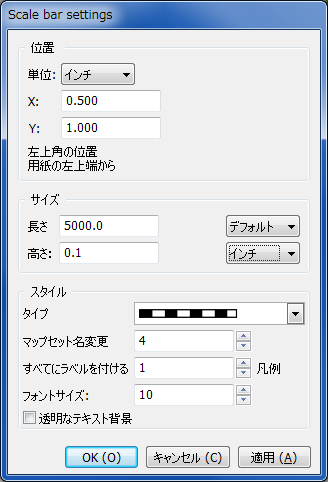 Scale bar settings
位置
単位: インチ
X: 0.500
Y: 1.000
左上角の位置
用紙の左上端から
サイズ
長さ 5000.0 デフォルト
高さ: 0.1 インチ
スタイル
タイプ
マップセット名変更 4
すべてにラベルを付ける 1 凡例
フォントサイズ: 10
透明なテキスト背景
OK (O) キャンセル (C) 適用 (A)